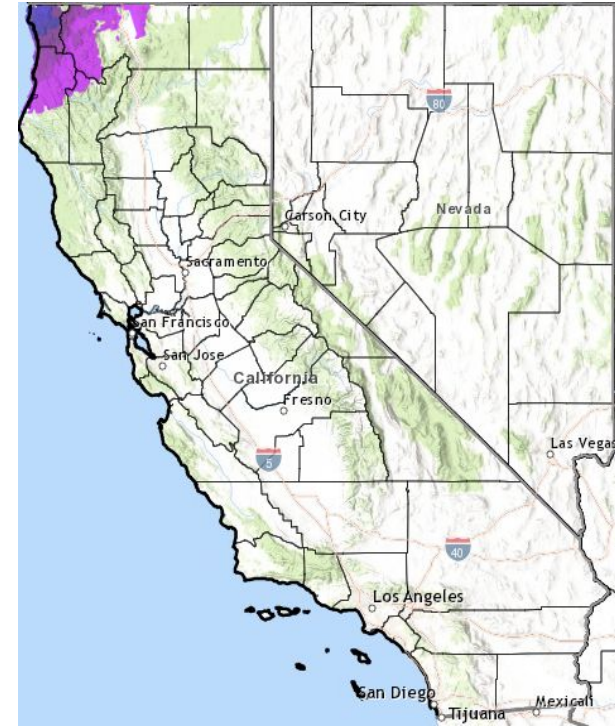 80
Nevada
Carson City
Sacramento
San Francisco
San Jose
California
Fresno
Las Vegas
5
40
Los Angeles
San Diego
Tijuana
Mexicali